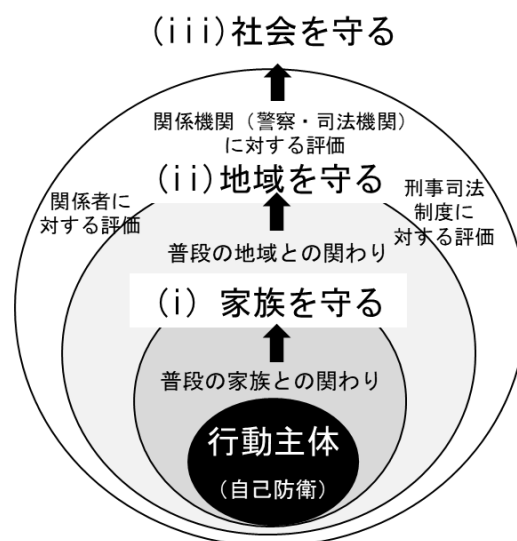 (iii)社会を守る
関係機関（警察・司法機関）
に対する評価
(ii)地域を守る
関係者に
対する評価
刑事司法
制度に
対する評価
普段の地域との関わり
(i) 家族を守る
普段の家族との関わり
行動主体
（自己防衛）